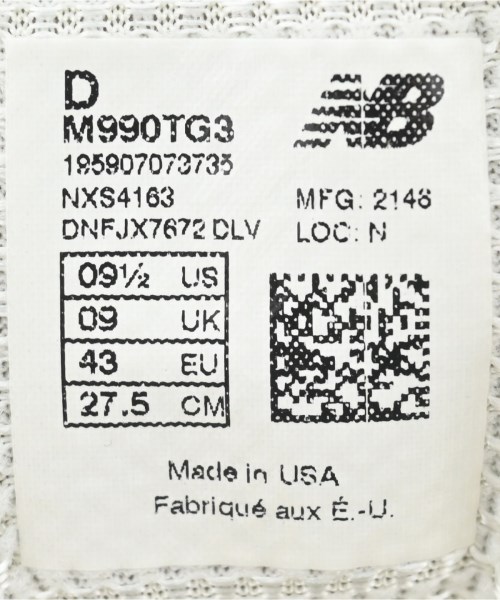 D
M990TG3
NB
195907073735
NXS4163
MFG: 2148
DNFJX7672 DLV
LOC: N
09½ US
09 UK
43 EU
27.5 CM
Made in USA
Fabriqué aux É.-U.